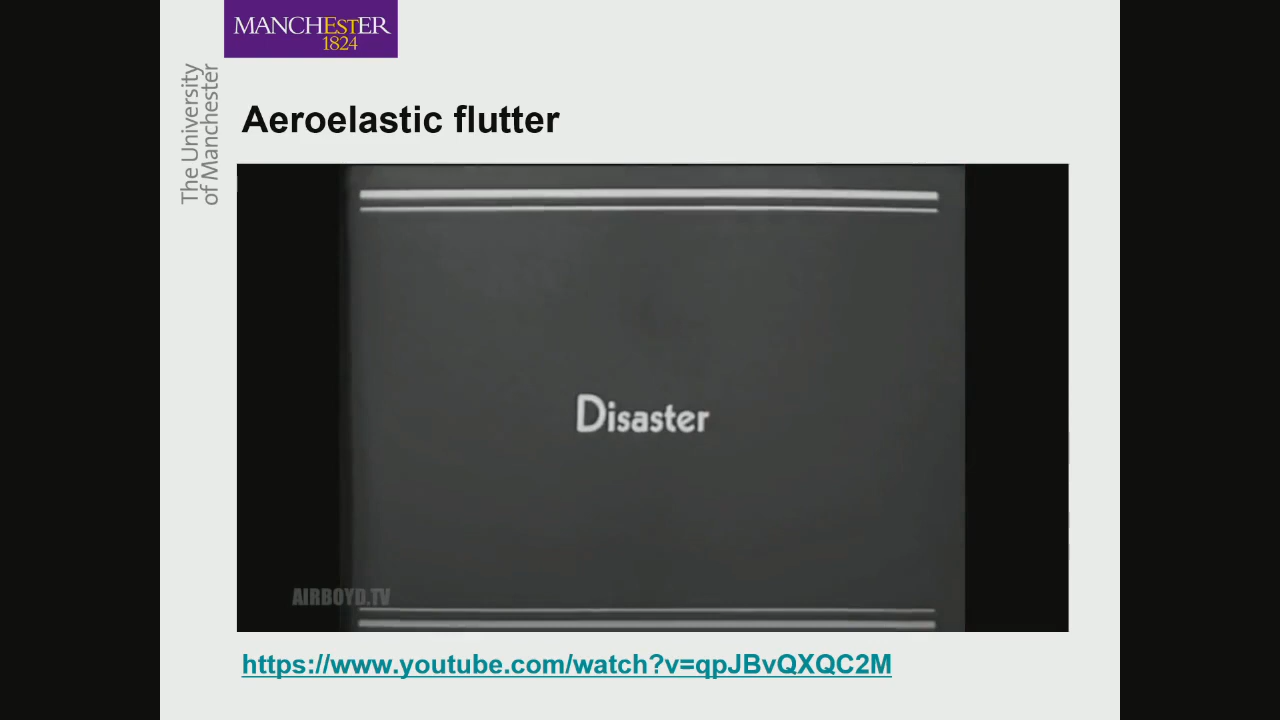 MANCHESTER
1824
The University
of Manchester
Aeroelastic flutter
Disaster
AIRBOYD.TV
https://www.youtube.com/watch?v=qpJBvQXQC2M